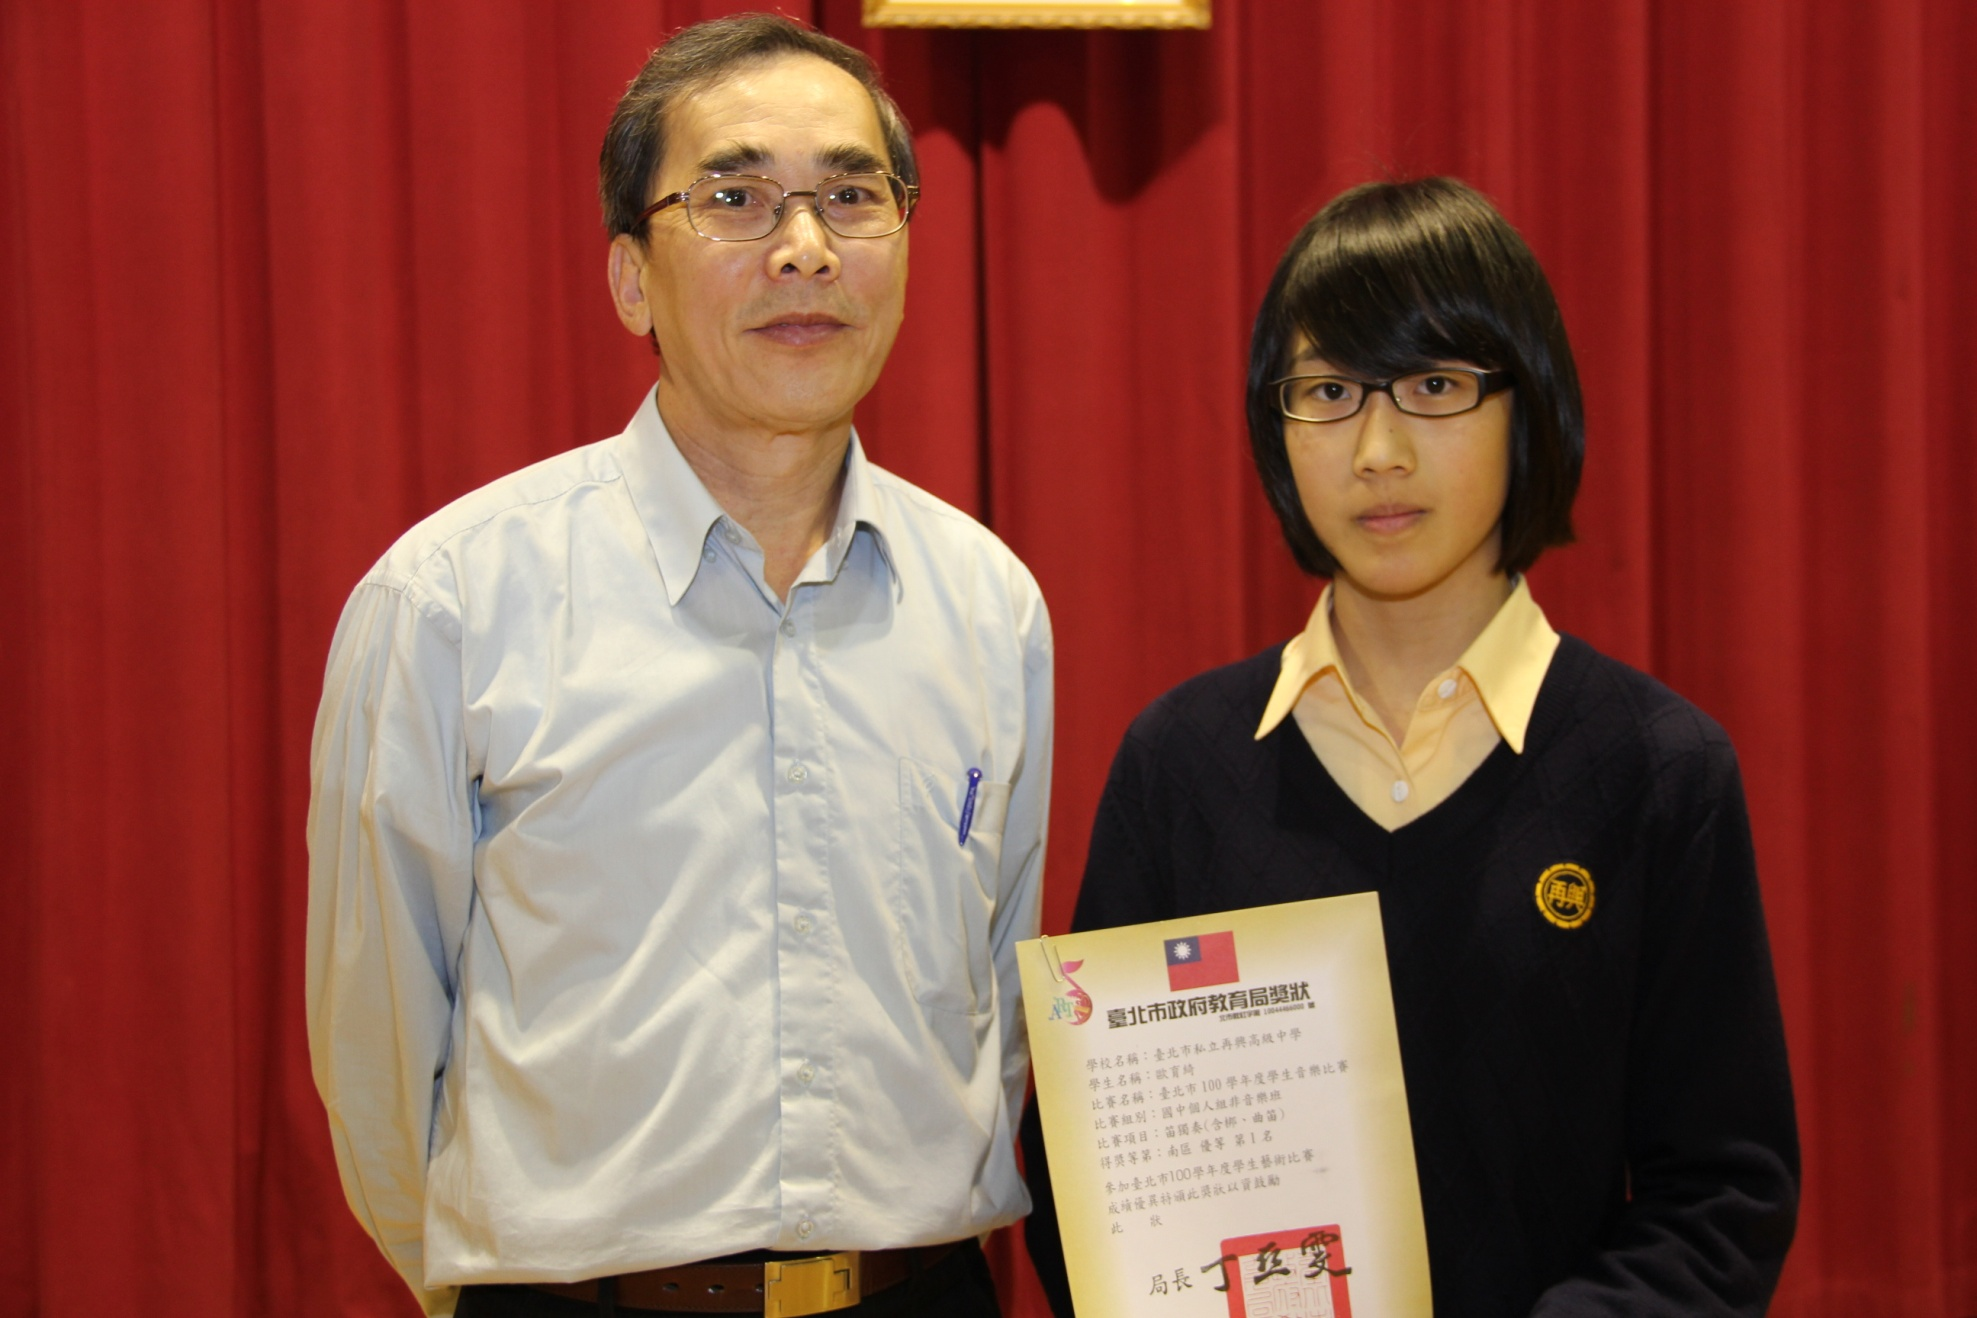 再興
ART
臺北市政府教育局獎狀
學校名稱：臺北市私立再興高級中學
學生名稱：歐育綺
比賽名稱：臺北市100學年度學生音樂比賽
比賽組別：國中個人組非音樂班
比賽項目：笛獨奏(含梆、曲笛)
得獎等第：南區 優等 第1名
參加臺北市100學年度學生藝術比賽
成績優異特頒此獎狀以資鼓勵
此 狀
局長 丁亞雯